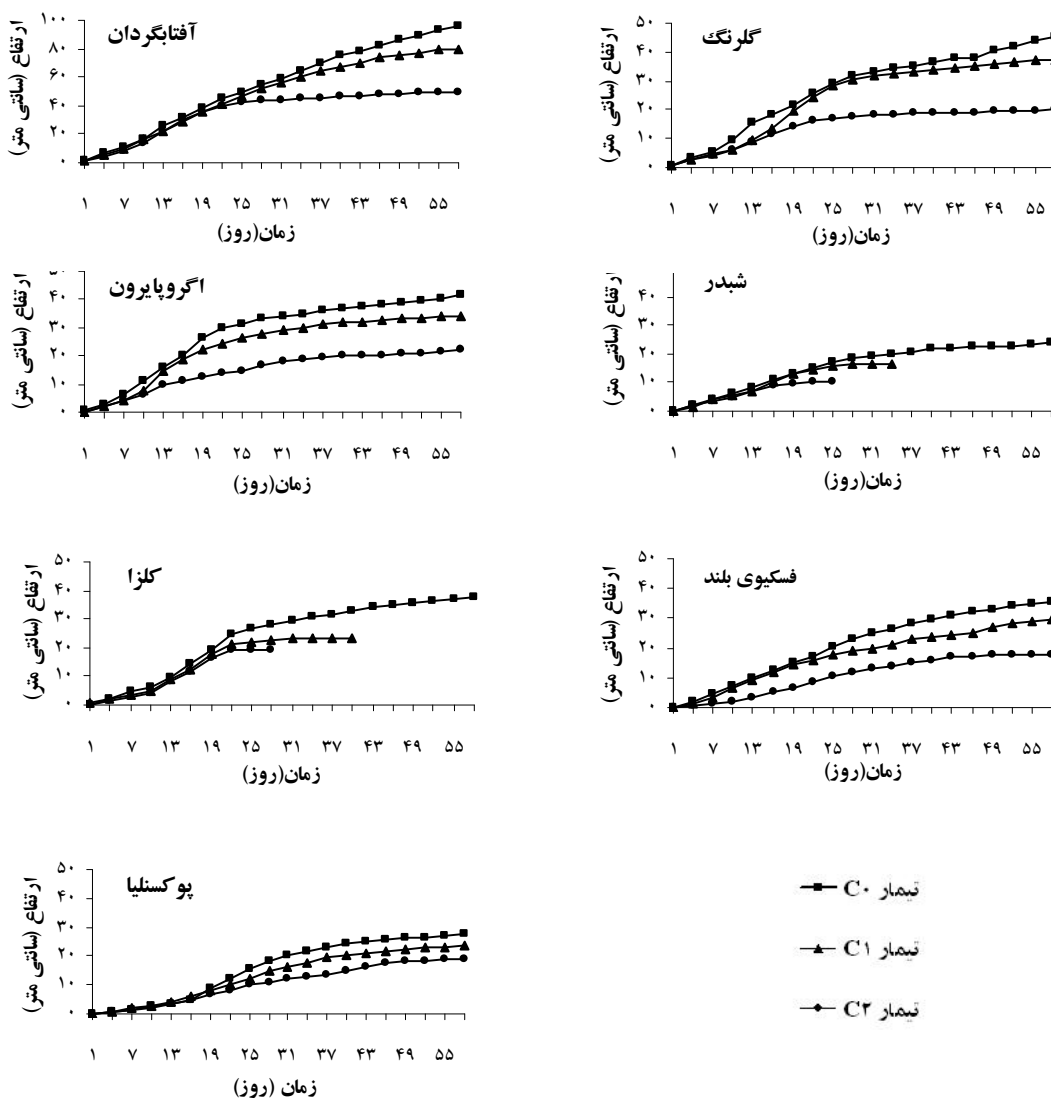 آفتابگردان
ارتفاع (سانتی متر)
۱۰۰
۸۰
۶۰
۴۰
۲۰
۰
۱ ۷ ۱۳ ۱۹ ۲۵ ۳۱ ۳۷ ۴۳ ۴۹ ۵۵
زمان(روز)
گلرنگ
ارتفاع (سانتی متر)
۵۰
۴۰
۳۰
۲۰
۱۰
۰
۱ ۷ ۱۳ ۱۹ ۲۵ ۳۱ ۳۷ ۴۳ ۴۹ ۵۵
زمان(روز)
اگروپایرون
ارتفاع (سانتی متر)
۵۰
۴۰
۳۰
۲۰
۱۰
۰
۱ ۷ ۱۳ ۱۹ ۲۵ ۳۱ ۳۷ ۴۳ ۴۹ ۵۵
زمان(روز)
شبدر
ارتفاع (سانتی متر)
۴۰
۳۰
۲۰
۱۰
۰
۱ ۷ ۱۳ ۱۹ ۲۵ ۳۱ ۳۷ ۴۳ ۴۹ ۵۵
زمان(روز)
کلزا
ارتفاع (سانتی متر)
۵۰
۴۰
۳۰
۲۰
۱۰
۰
۱ ۷ ۱۳ ۱۹ ۲۵ ۳۱ ۳۷ ۴۳ ۴۹ ۵۵
زمان(روز)
فسکیوی بلند
ارتفاع (سانتی متر)
۵۰
۴۰
۳۰
۲۰
۱۰
۰
۱ ۷ ۱۳ ۱۹ ۲۵ ۳۱ ۳۷ ۴۳ ۴۹ ۵۵
زمان(روز)
پوکسنلیا
ارتفاع (سانتی متر)
۵۰
۴۰
۳۰
۲۰
۱۰
۰
۱ ۷ ۱۳ ۱۹ ۲۵ ۳۱ ۳۷ ۴۳ ۴۹ ۵۵
زمان (روز)
تیمار C۰
تیمار C۱
تیمار C۲